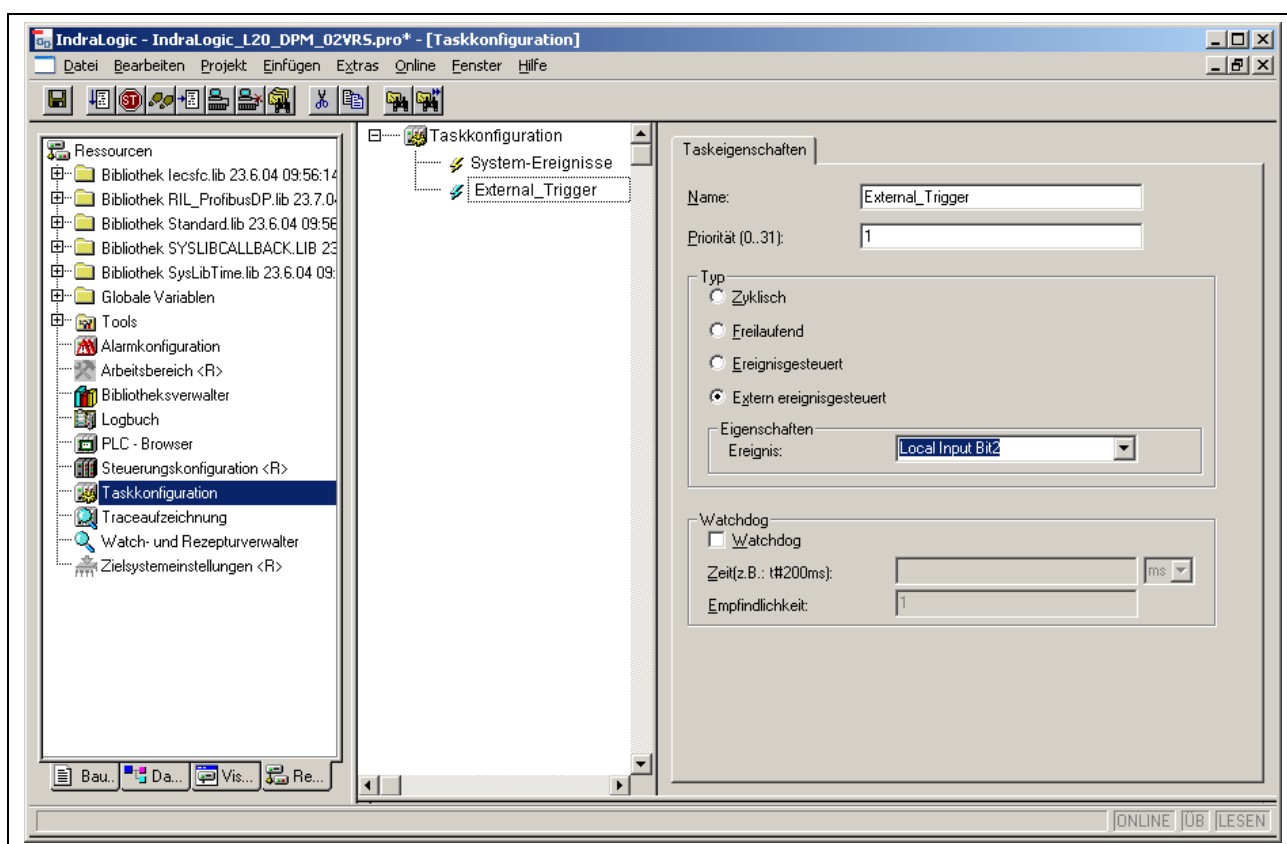 IndraLogic - IndraLogic_L20_DPM_02VRS.pro* - [Taskkonfiguration]
Datei Bearbeiten Projekt Einfügen Extras Online Fenster Hilfe
Ressourcen
Bibliothek Iecsfc.lib 23.6.04 09:56:14
Bibliothek RIL_ProfibusDP.lib 23.7.0
Bibliothek Standard.lib 23.6.04 09:56
Bibliothek SYSLIBCALLBACK.LIB 23
Bibliothek SysLibTime.lib 23.6.04 09:
Globale Variablen
Tools
Alarmkonfiguration
Arbeitsbereich <R>
Bibliotheksverwalter
Logbuch
PLC - Browser
Steuerungskonfiguration <R>
Taskkonfiguration
Traceaufzeichnung
Watch- und Rezepturverwalter
Zielsystemeinstellungen <R>
Bau.. Da... Vis... Re...
Taskkonfiguration
System-Ereignisse
External_Trigger
Taskeigenschaften
Name: External_Trigger
Priorität (0..31): 1
Typ
Zyklisch
Freilaufend
Ereignisgesteuert
Extern ereignisgesteuert
Eigenschaften
Ereignis: Local Input Bit2
Watchdog
Watchdog
Zeit(z.B.: t#200ms): ms
Empfindlichkeit: 1
ONLINE ÜB LESEN